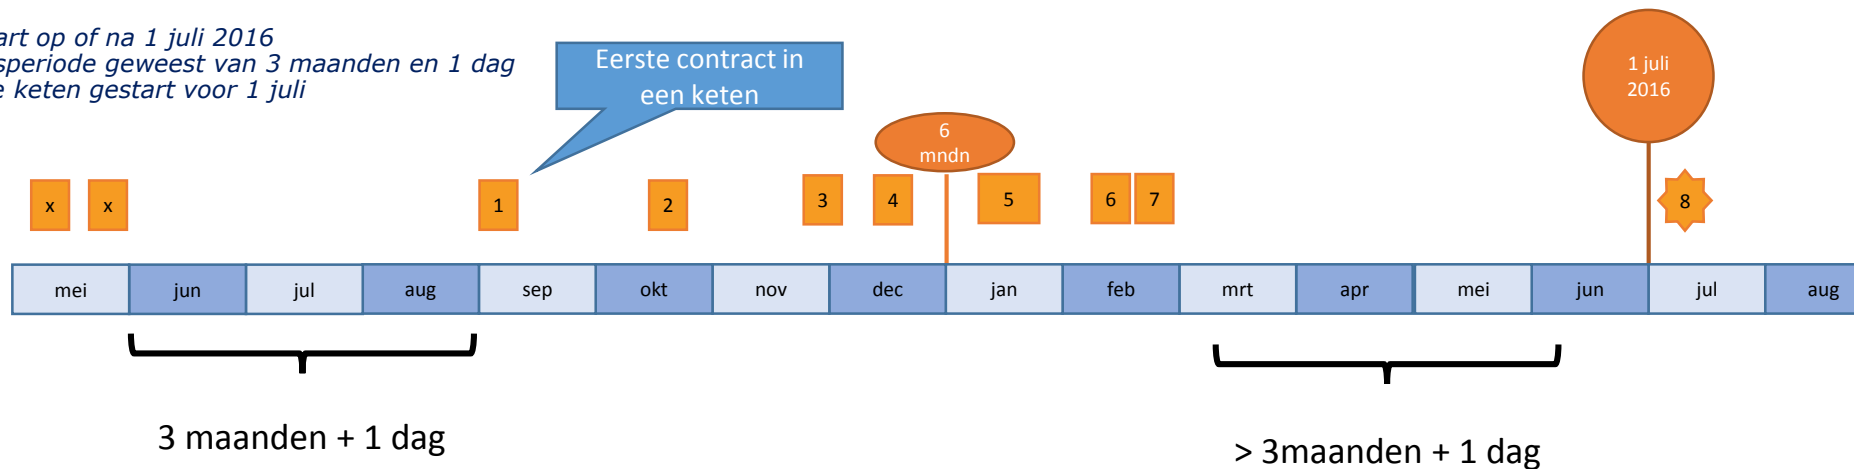 art op of na 1 juli 2016
speriode geweest van 3 maanden en 1 dag
e keten gestart voor 1 juli
Eerste contract in
een keten
1 juli
2016
6
mndn
x x 1 2 3 4 5 6 7 8
mei jun jul aug sep okt nov dec jan feb mrt apr mei jun jul aug
3 maanden + 1 dag
> 3maanden + 1 dag